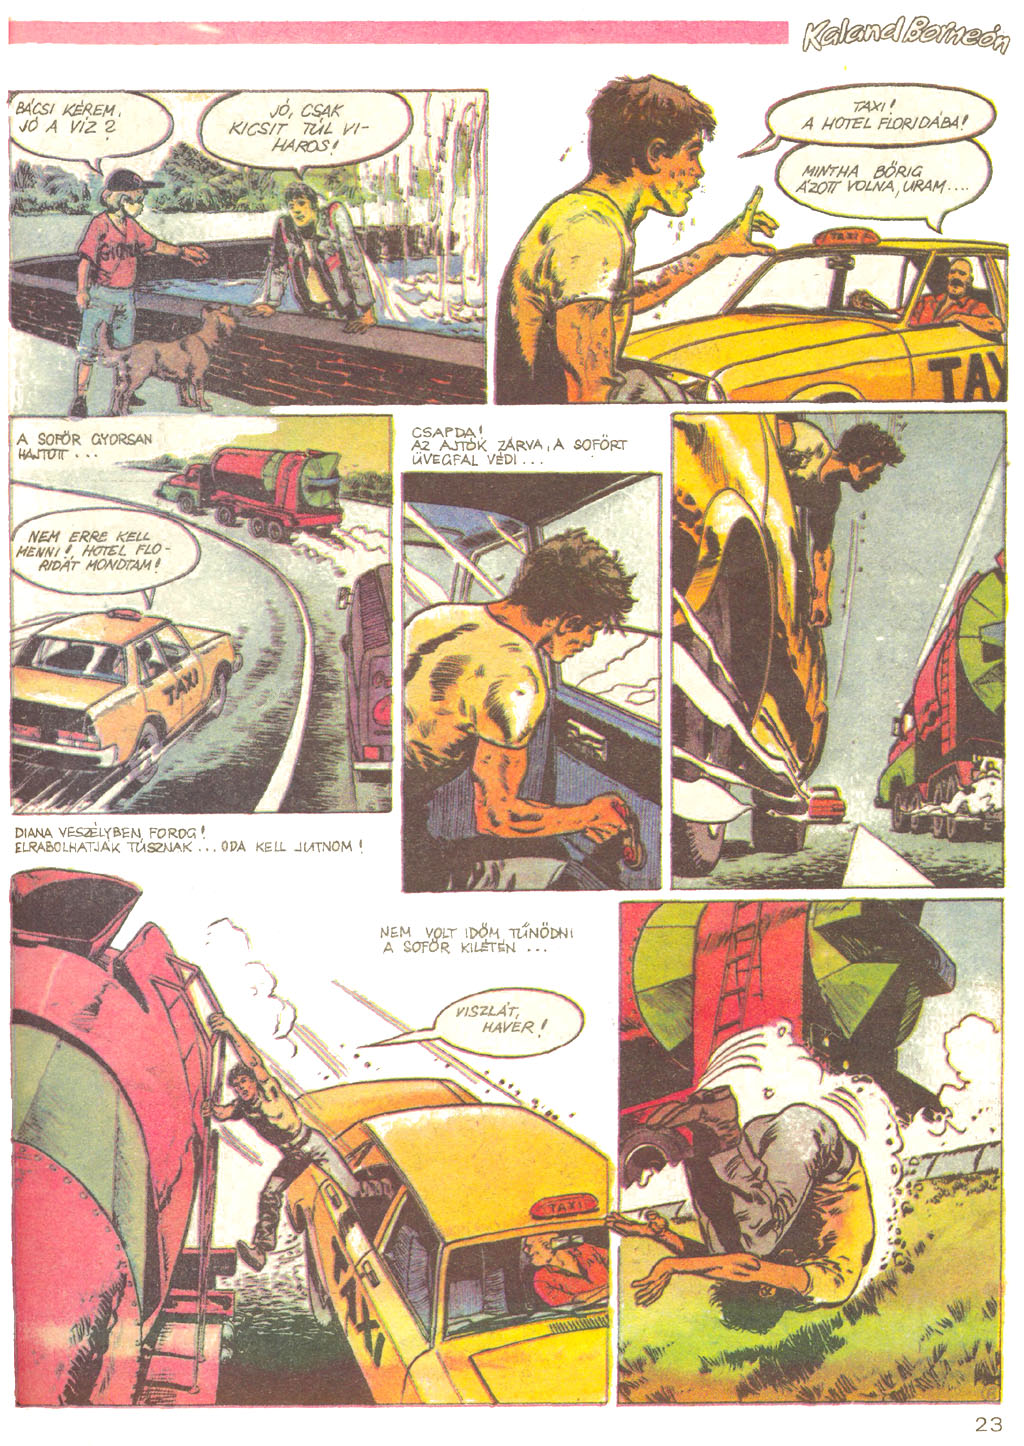 Kaland Borneón
BÁCSI KÉREM,
JÓ A VÍZ?
JÓ, CSAK
KICSIT TÚL VI-
HAROS!
GIONA
TAXI!
A HOTEL FLORIDÁBA!
MINTHA BŐRIG
ÁZOTT VOLNA, URAM....
TAXI
TAXI
A SOFŐR GYORSAN
HAJTOTT...
NEM ERRE KELL
MENNI!, HOTEL FLO-
RIDÁT MONDTAM!
TAXI
CSAPDA!
AZ AJTÓK ZÁRVA, A SOFŐRT
ÜVEGFAL VÉDI...
DIANA VESZÉLYBEN FOROG!
ELRABOLHATJÁK TÚSZNAK...ODA KELL JUTNOM!
NEM VOLT IDŐM TŰNŐDNI
A SOFŐR KILÉTÉN ...
VISZLÁT,
HAVER!
TAXI
TAXI
23